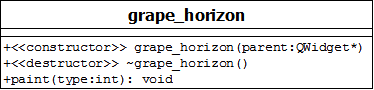 grape_horizon
+<<constructor>> grape_horizon(parent:QWidget*)
+<<destructor>> ~grape_horizon()
+paint(type:int): void